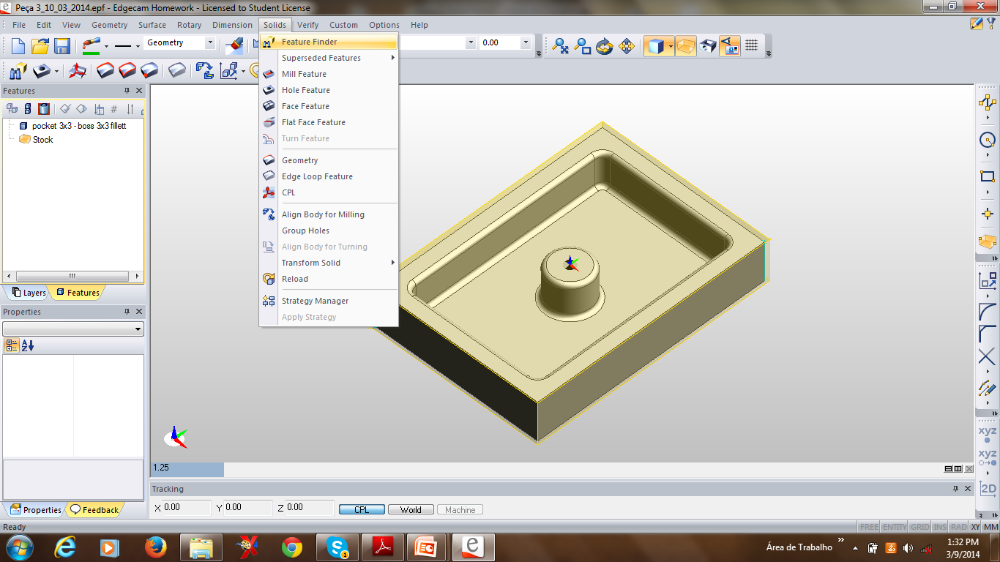 Peça 3_10_03_2014.epf - Edgecam Homework - Licensed to Student License
File Edit View Geometry Surface Rotary Dimension Solids Verify Custom Options Help
Geometry 0.00
Feature Finder
Superseded Features
Mill Feature
Hole Feature
Face Feature
Flat Face Feature
Turn Feature
Geometry
Edge Loop Feature
CPL
Align Body for Milling
Group Holes
Align Body for Turning
Transform Solid
Reload
Strategy Manager
Apply Strategy
Features
pocket 3x3 - boss 3x3 fillett
Stock
Layers Features
Properties
Properties Feedback
1.25
Tracking
X 0.00 Y 0.00 Z 0.00 CPL World Machine
xyz
xyz
2D
Ready FREE ENTITY GRID INS RAD XY MM
Área de Trabalho
1:32 PM
3/9/2014